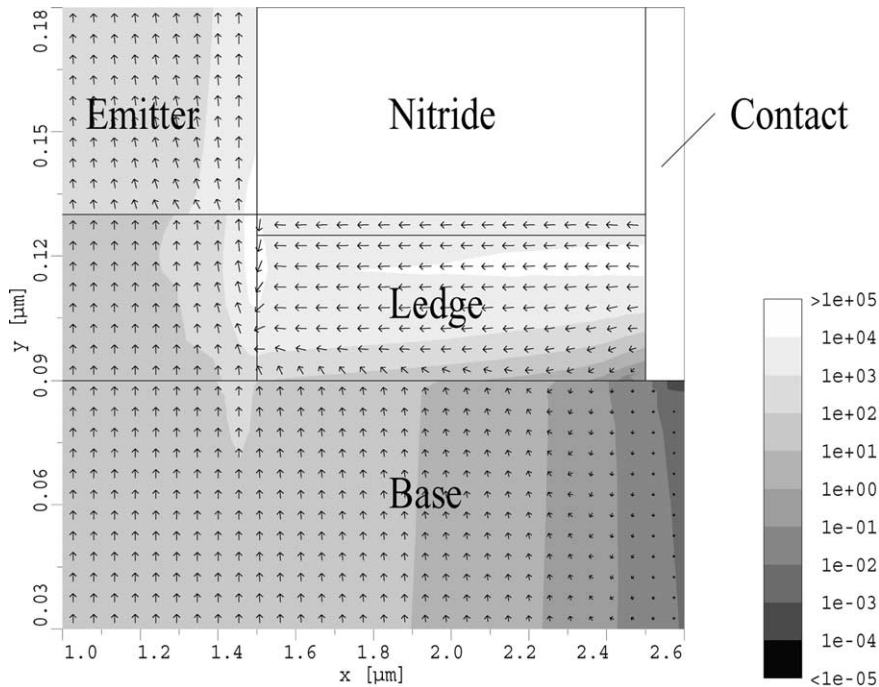 0.18
Emitter
Nitride
Contact
0.15
0.12
Ledge
y [µm]
0.09
Base
0.06
0.03
1.0 1.2 1.4 1.6 1.8 2.0 2.2 2.4 2.6
x [µm]
>1e+05
1e+04
1e+03
1e+02
1e+01
1e+00
1e-01
1e-02
1e-03
1e-04
<1e-05